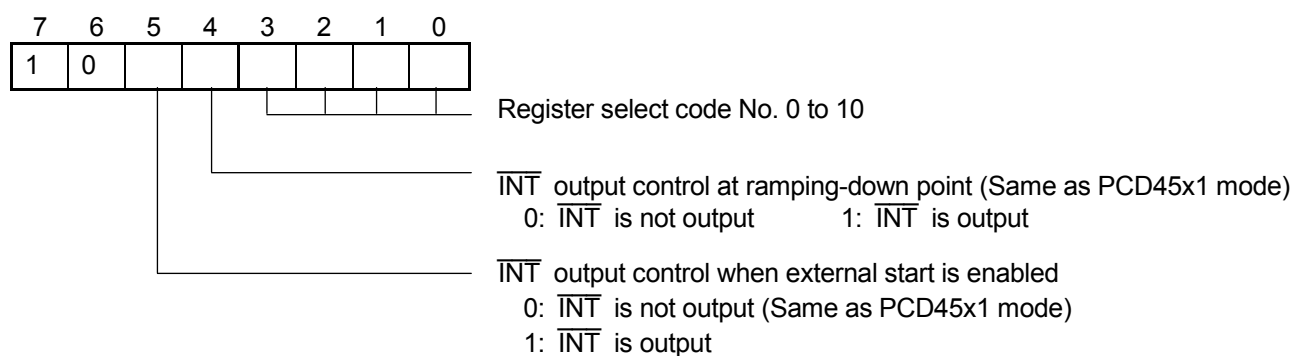 7 6 5 4 3 2 1 0
1 0
Register select code No. 0 to 10
INT output control at ramping-down point (Same as PCD45x1 mode)
0: INT is not output 1: INT is output
INT output control when external start is enabled
0: INT is not output (Same as PCD45x1 mode)
1: INT is output